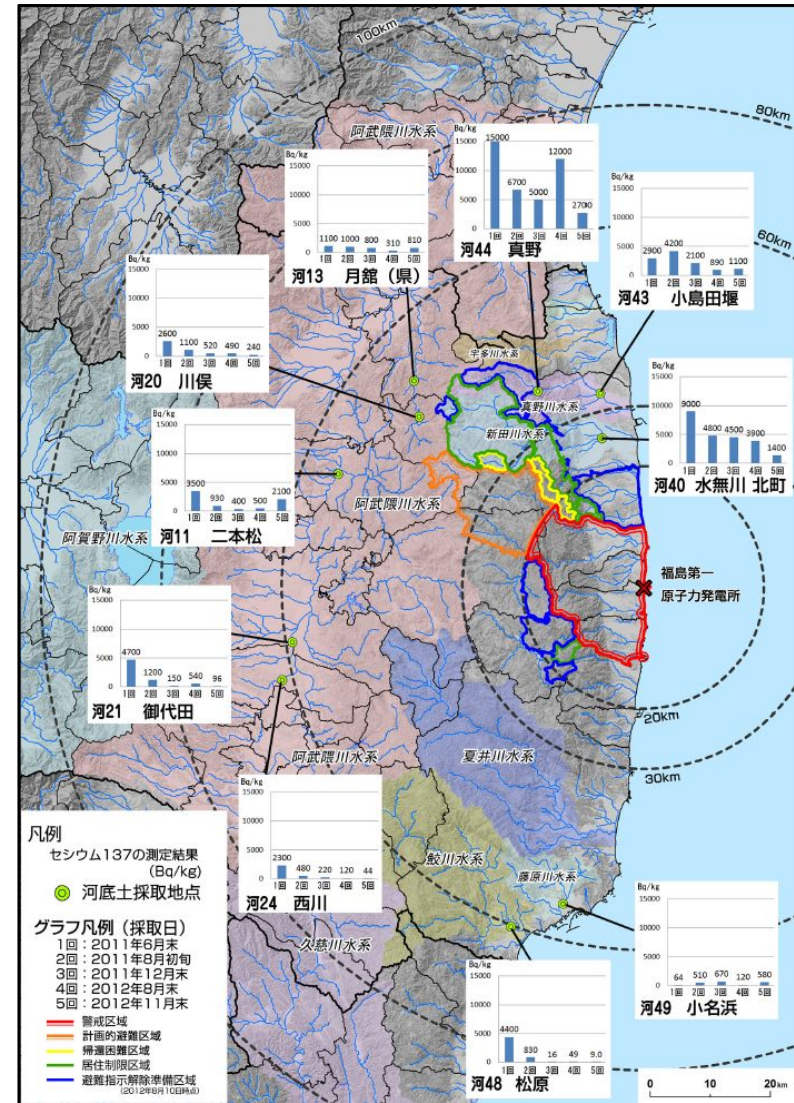 100km
80km
60km
阿武隈川水系
Bq/kg
15000
10000
5000
0
1100 1000 800 310 810
1回 2回 3回 4回 5回
河13 月舘（県）
Bq/kg
15000
10000
5000
0
15000 6700 5000 12000 2700
1回 2回 3回 4回 5回
河44 真野
Bq/kg
15000
10000
5000
0
2900 4200 2100 890 1100
1回 2回 3回 4回 5回
河43 小島田堰
Bq/kg
15000
10000
5000
0
2600 1100 520 490 240
1回 2回 3回 4回 5回
河20 川俣
宇多川水系
真野川水系
新田川水系
Bq/kg
15000
10000
5000
0
9000 4800 4500 3900 1400
1回 2回 3回 4回 5回
河40 水無川 北町
Bq/kg
15000
10000
5000
0
3500 930 400 500 2100
1回 2回 3回 4回 5回
河11 二本松
阿武隈川水系
阿賀野川水系
福島第一
原子力発電所
Bq/kg
15000
10000
5000
0
4700 1200 150 540 96
1回 2回 3回 4回 5回
河21 御代田
20km
30km
阿武隈川水系
夏井川水系
Bq/kg
15000
10000
5000
0
2300 480 220 120 44
1回 2回 3回 4回 5回
河24 西川
鮫川水系
藤原川水系
久慈川水系
Bq/kg
15000
10000
5000
0
64 510 670 120 580
1回 2回 3回 4回 5回
河49 小名浜
Bq/kg
15000
10000
5000
0
4400 830 16 49 9.0
1回 2回 3回 4回 5回
河48 松原
凡例
セシウム137の測定結果
(Bq/kg)
河底土採取地点
グラフ凡例（採取日）
1回：2011年6月末
2回：2011年8月初旬
3回：2011年12月末
4回：2012年8月末
5回：2012年11月末
警戒区域
計画的避難区域
帰還困難区域
居住制限区域
避難指示解除準備区域
(2012年8月10日時点)
0 10 20 km